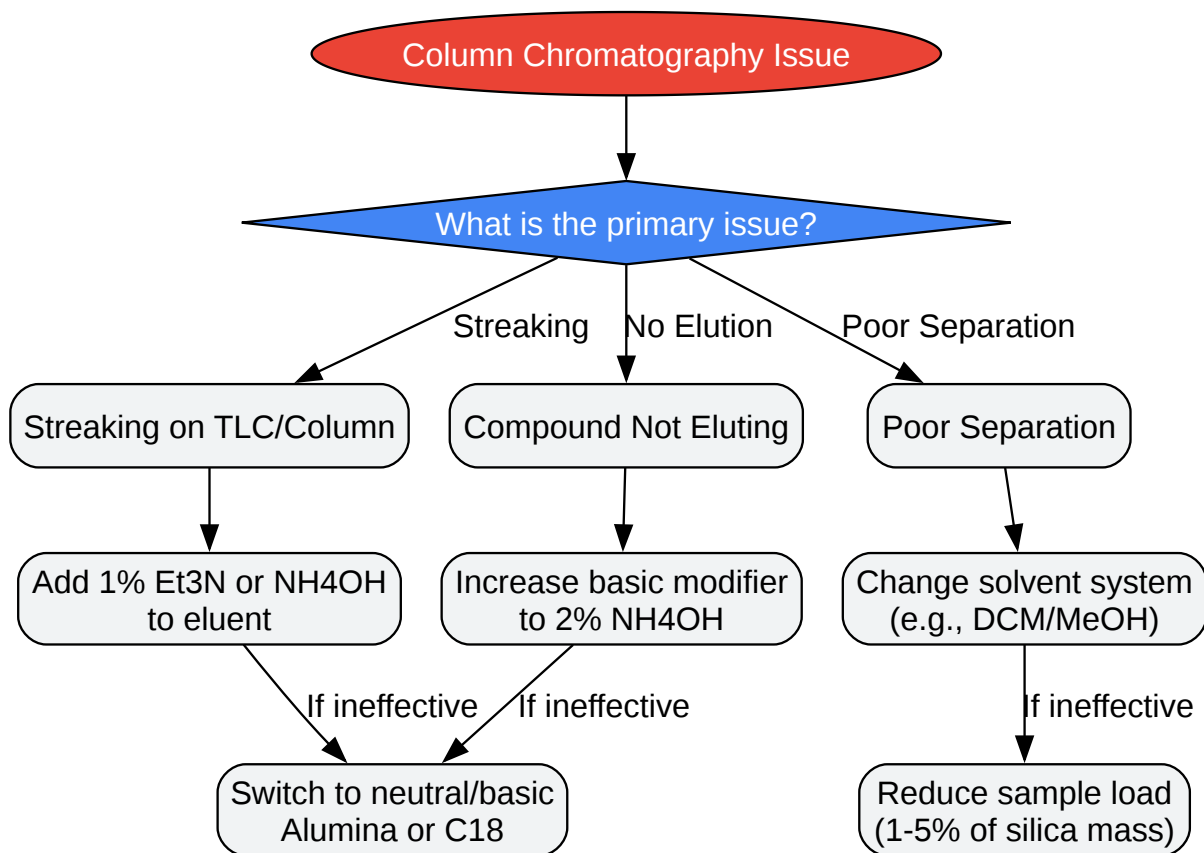 Column Chromatography Issue
What is the primary issue?
Streaking
No Elution
Poor Separation
Streaking on TLC/Column
Compound Not Eluting
Poor Separation
Add 1% Et3N or NH4OH
to eluent
Increase basic modifier
to 2% NH4OH
Change solvent system
(e.g., DCM/MeOH)
If ineffective
If ineffective
If ineffective
Switch to neutral/basic
Alumina or C18
Reduce sample load
(1-5% of silica mass)